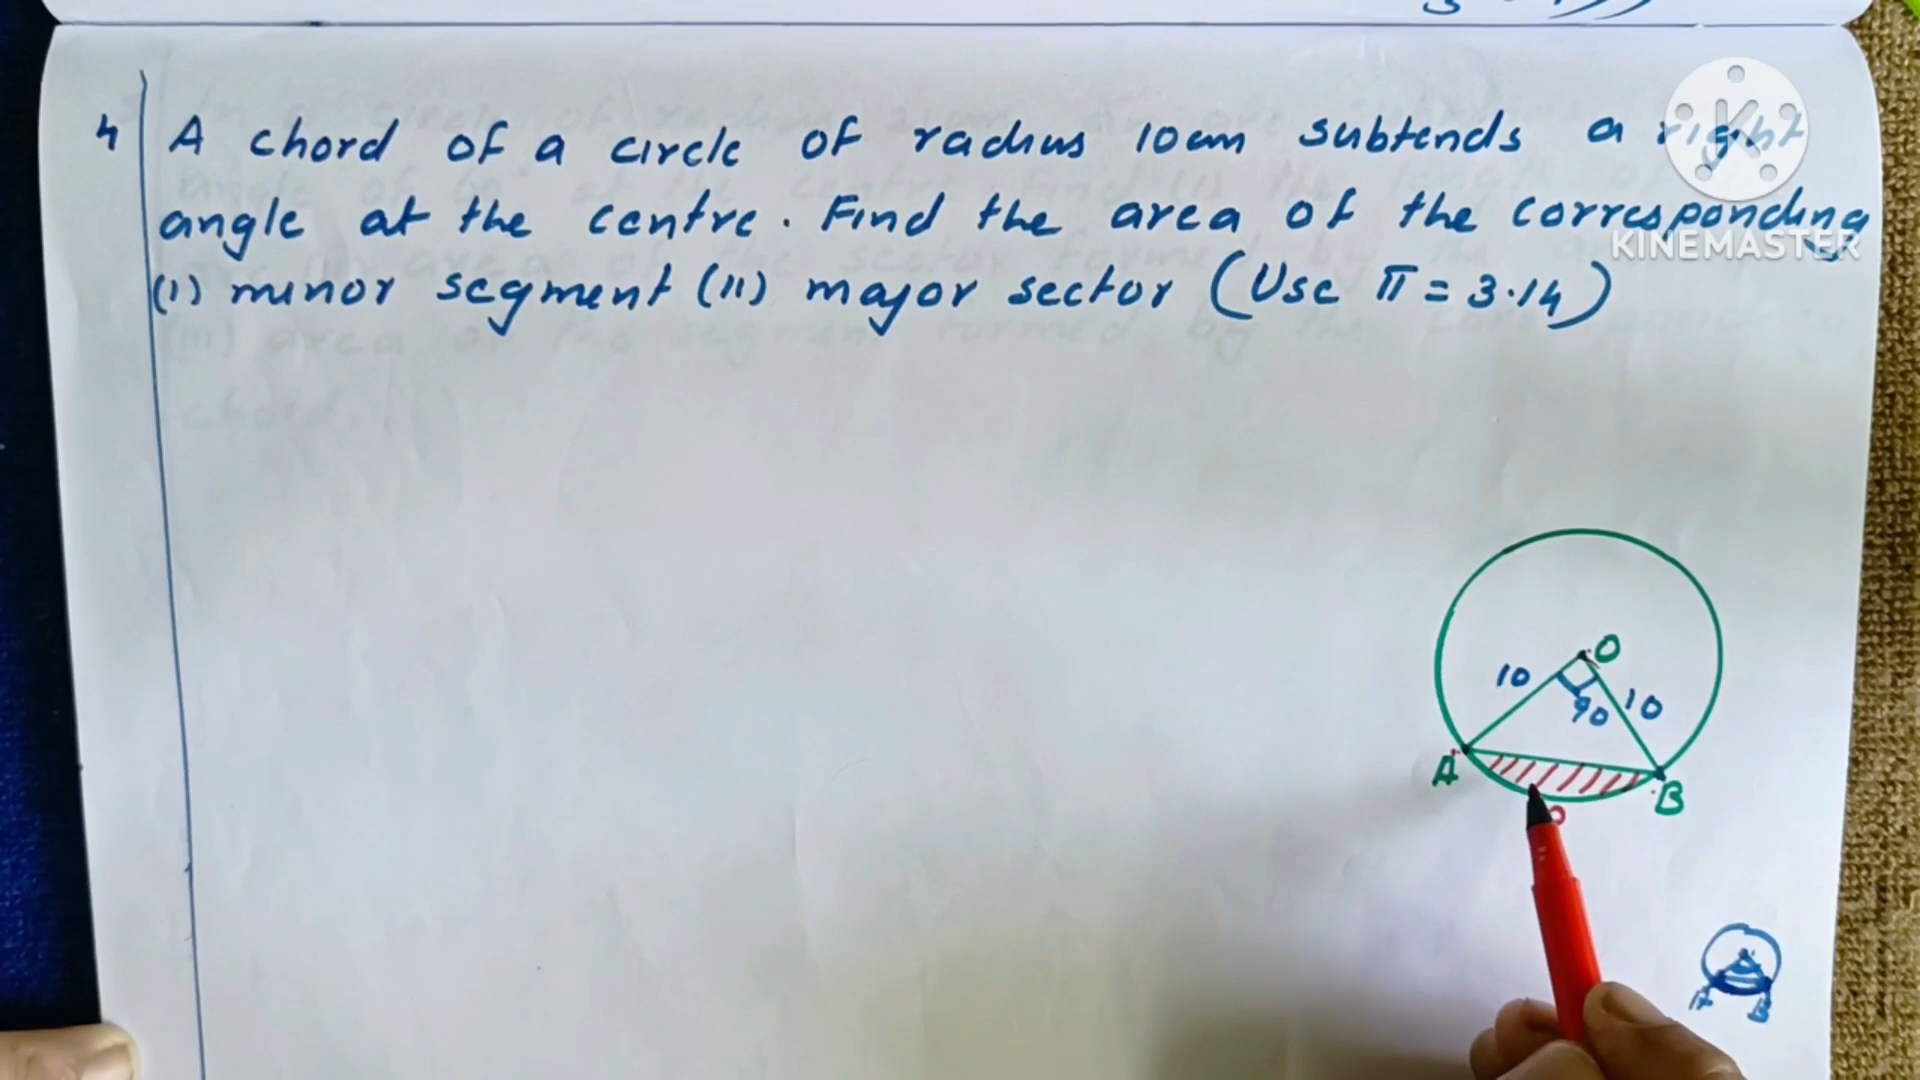 4 A chord of a circle of radius 10cm subtends a right
angle at the centre. Find the area of the corresponding
(i) minor segment (ii) major sector (Use π = 3.14)
KINEMASTER
O
10
90
10
A
B
P
A B